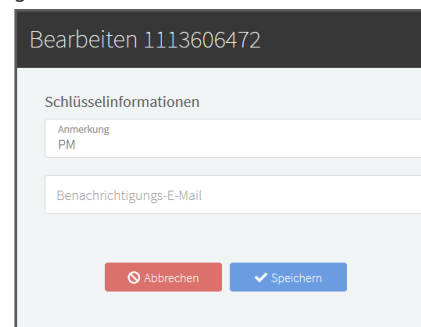 Bearbeiten 1113606472
Schlüsselinformationen
Anmerkung
PM
Benachrichtigungs-E-Mail
Abbrechen
Speichern